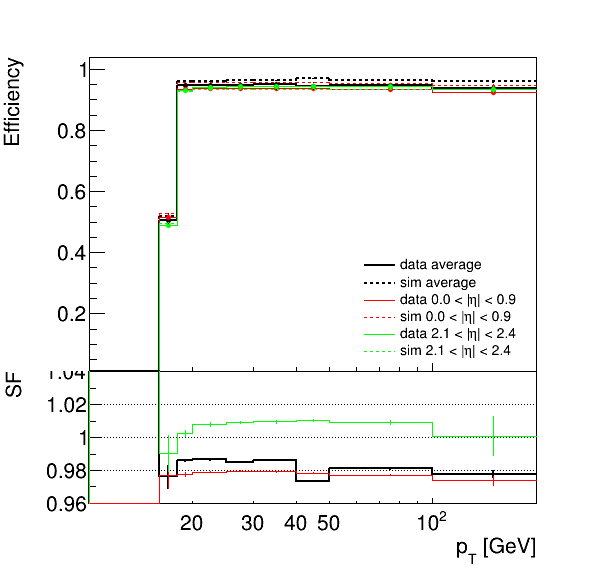 Efficiency
1
0.8
0.6
0.4
0.2
data average
sim average
data 0.0 < |η| < 0.9
sim 0.0 < |η| < 0.9
data 2.1 < |η| < 2.4
sim 2.1 < |η| < 2.4
SF
1.04
1.02
1
0.98
0.96
20 30 40 50 10²
p_T [GeV]